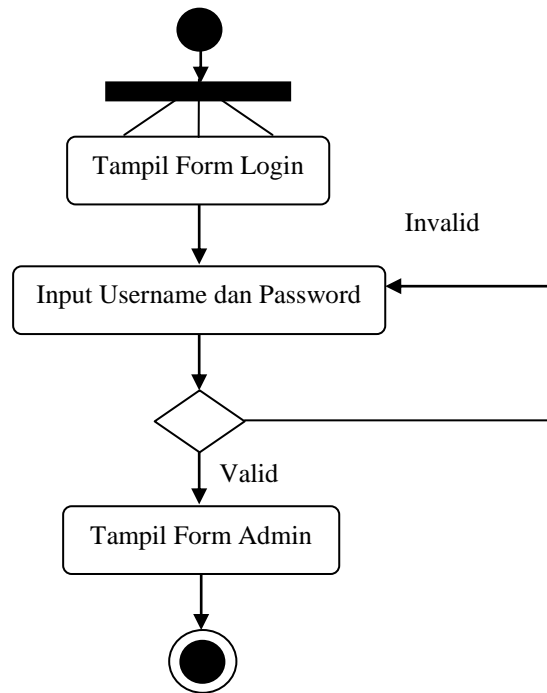 Tampil Form Login
Invalid
Input Username dan Password
Valid
Tampil Form Admin